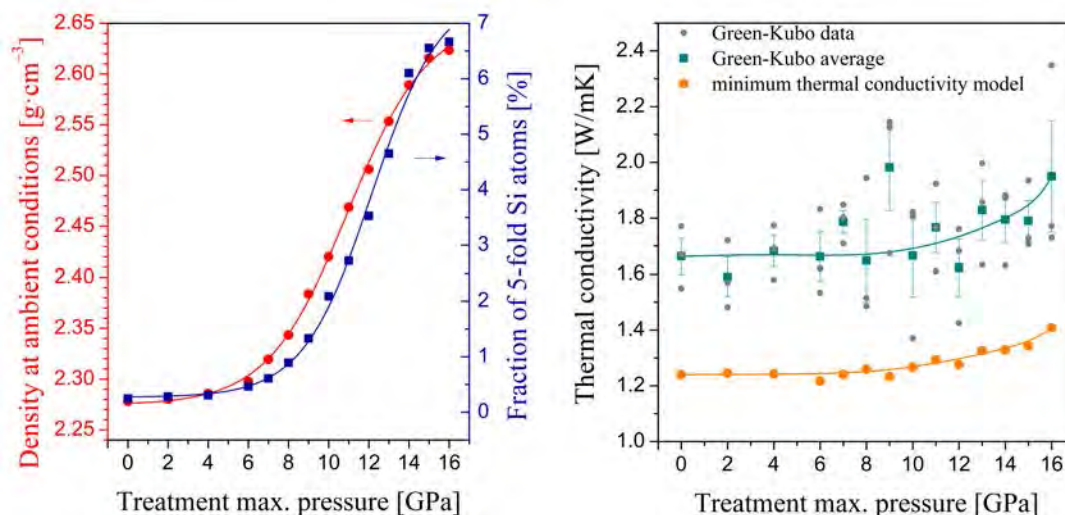 Density at ambient conditions [g·cm⁻³]
2.65
2.60
2.55
2.50
2.45
2.40
2.35
2.30
2.25
0 2 4 6 8 10 12 14 16
Treatment max. pressure [GPa]
7
6
5
4
3
2
1
0
Fraction of 5-fold Si atoms [%]
Thermal conductivity [W/mK]
2.4
2.2
2.0
1.8
1.6
1.4
1.2
1.0
Green-Kubo data
Green-Kubo average
minimum thermal conductivity model
0 2 4 6 8 10 12 14 16
Treatment max. pressure [GPa]